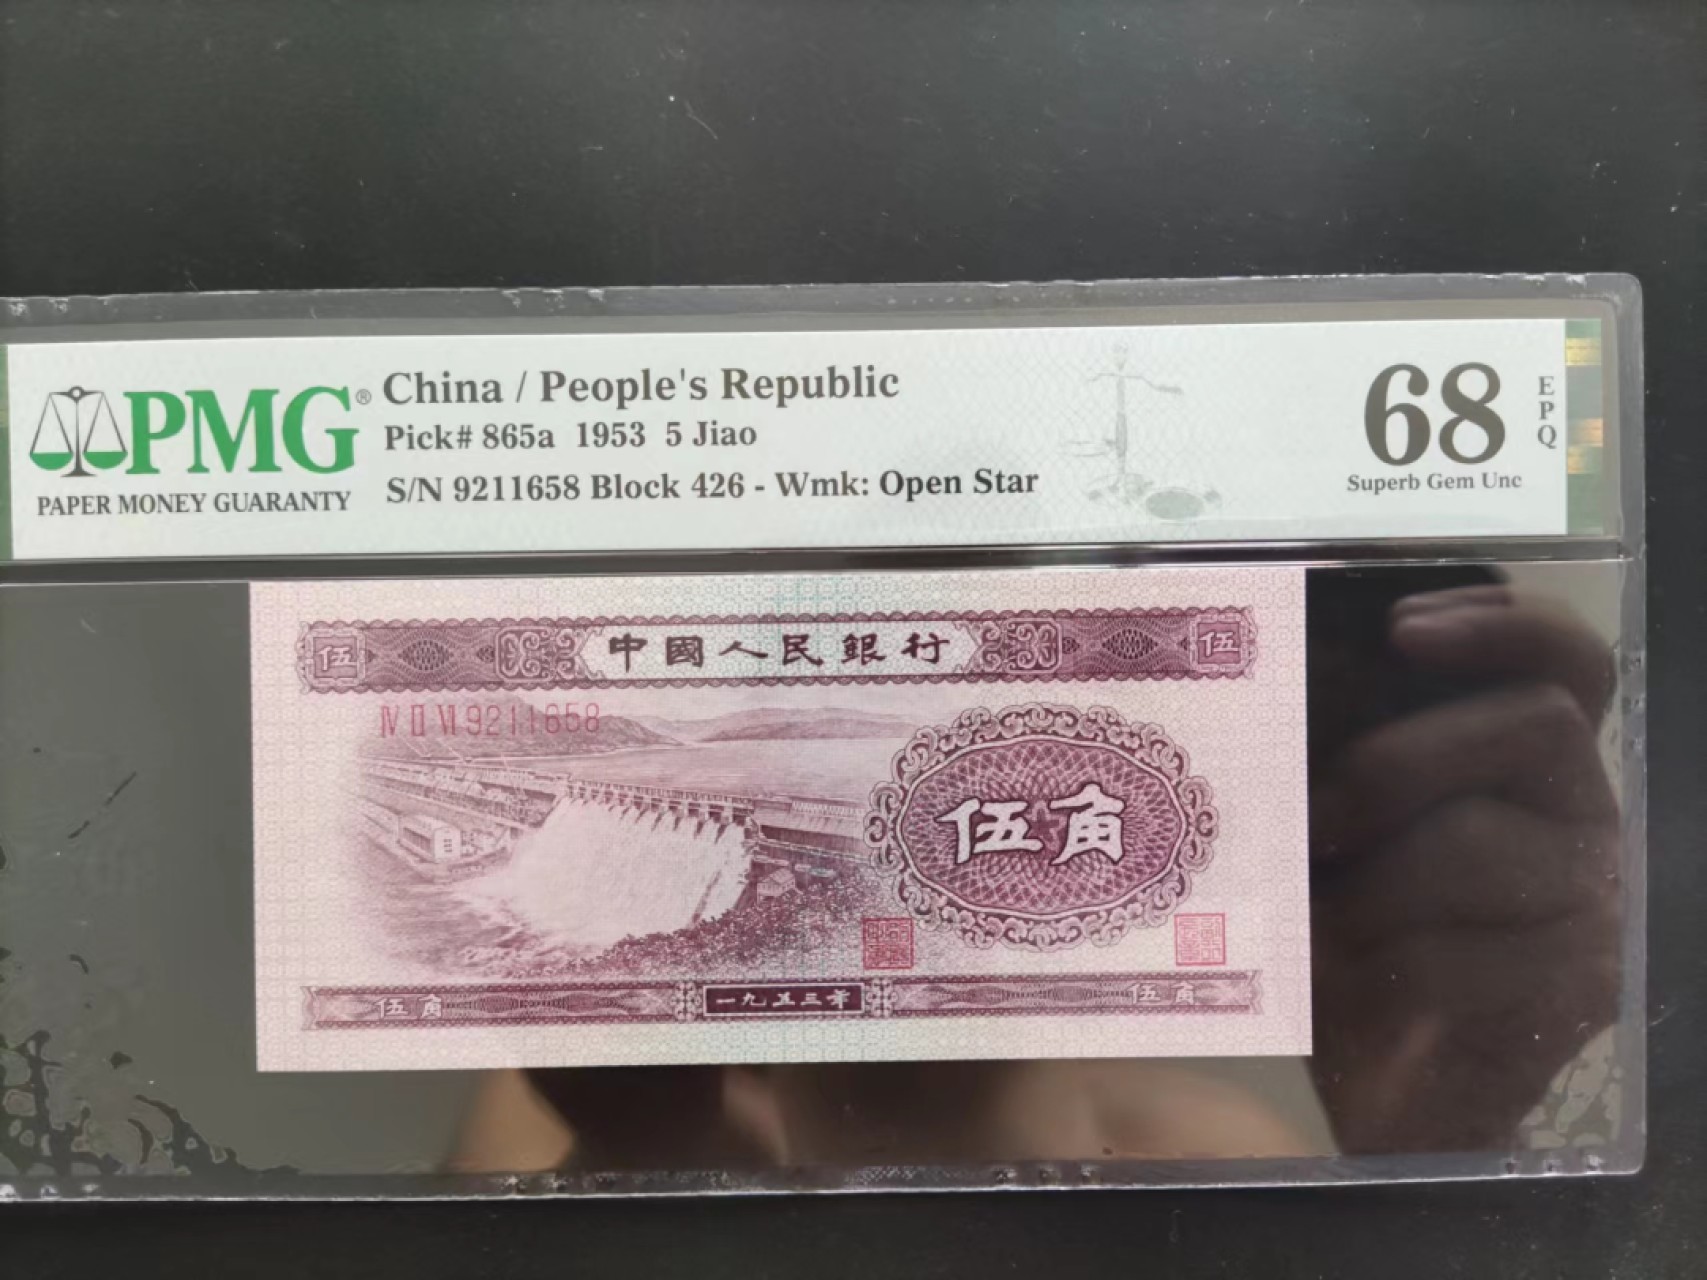 PMG®
PAPER MONEY GUARANTY
China / People's Republic
Pick# 865a 1953 5 Jiao
S/N 9211658 Block 426 - Wmk: Open Star
68
EPQ
Superb Gem Unc
伍 中國人民銀行 伍
Ⅳ Ⅱ Ⅵ 9211658
伍角
伍角 一九五三年 伍角